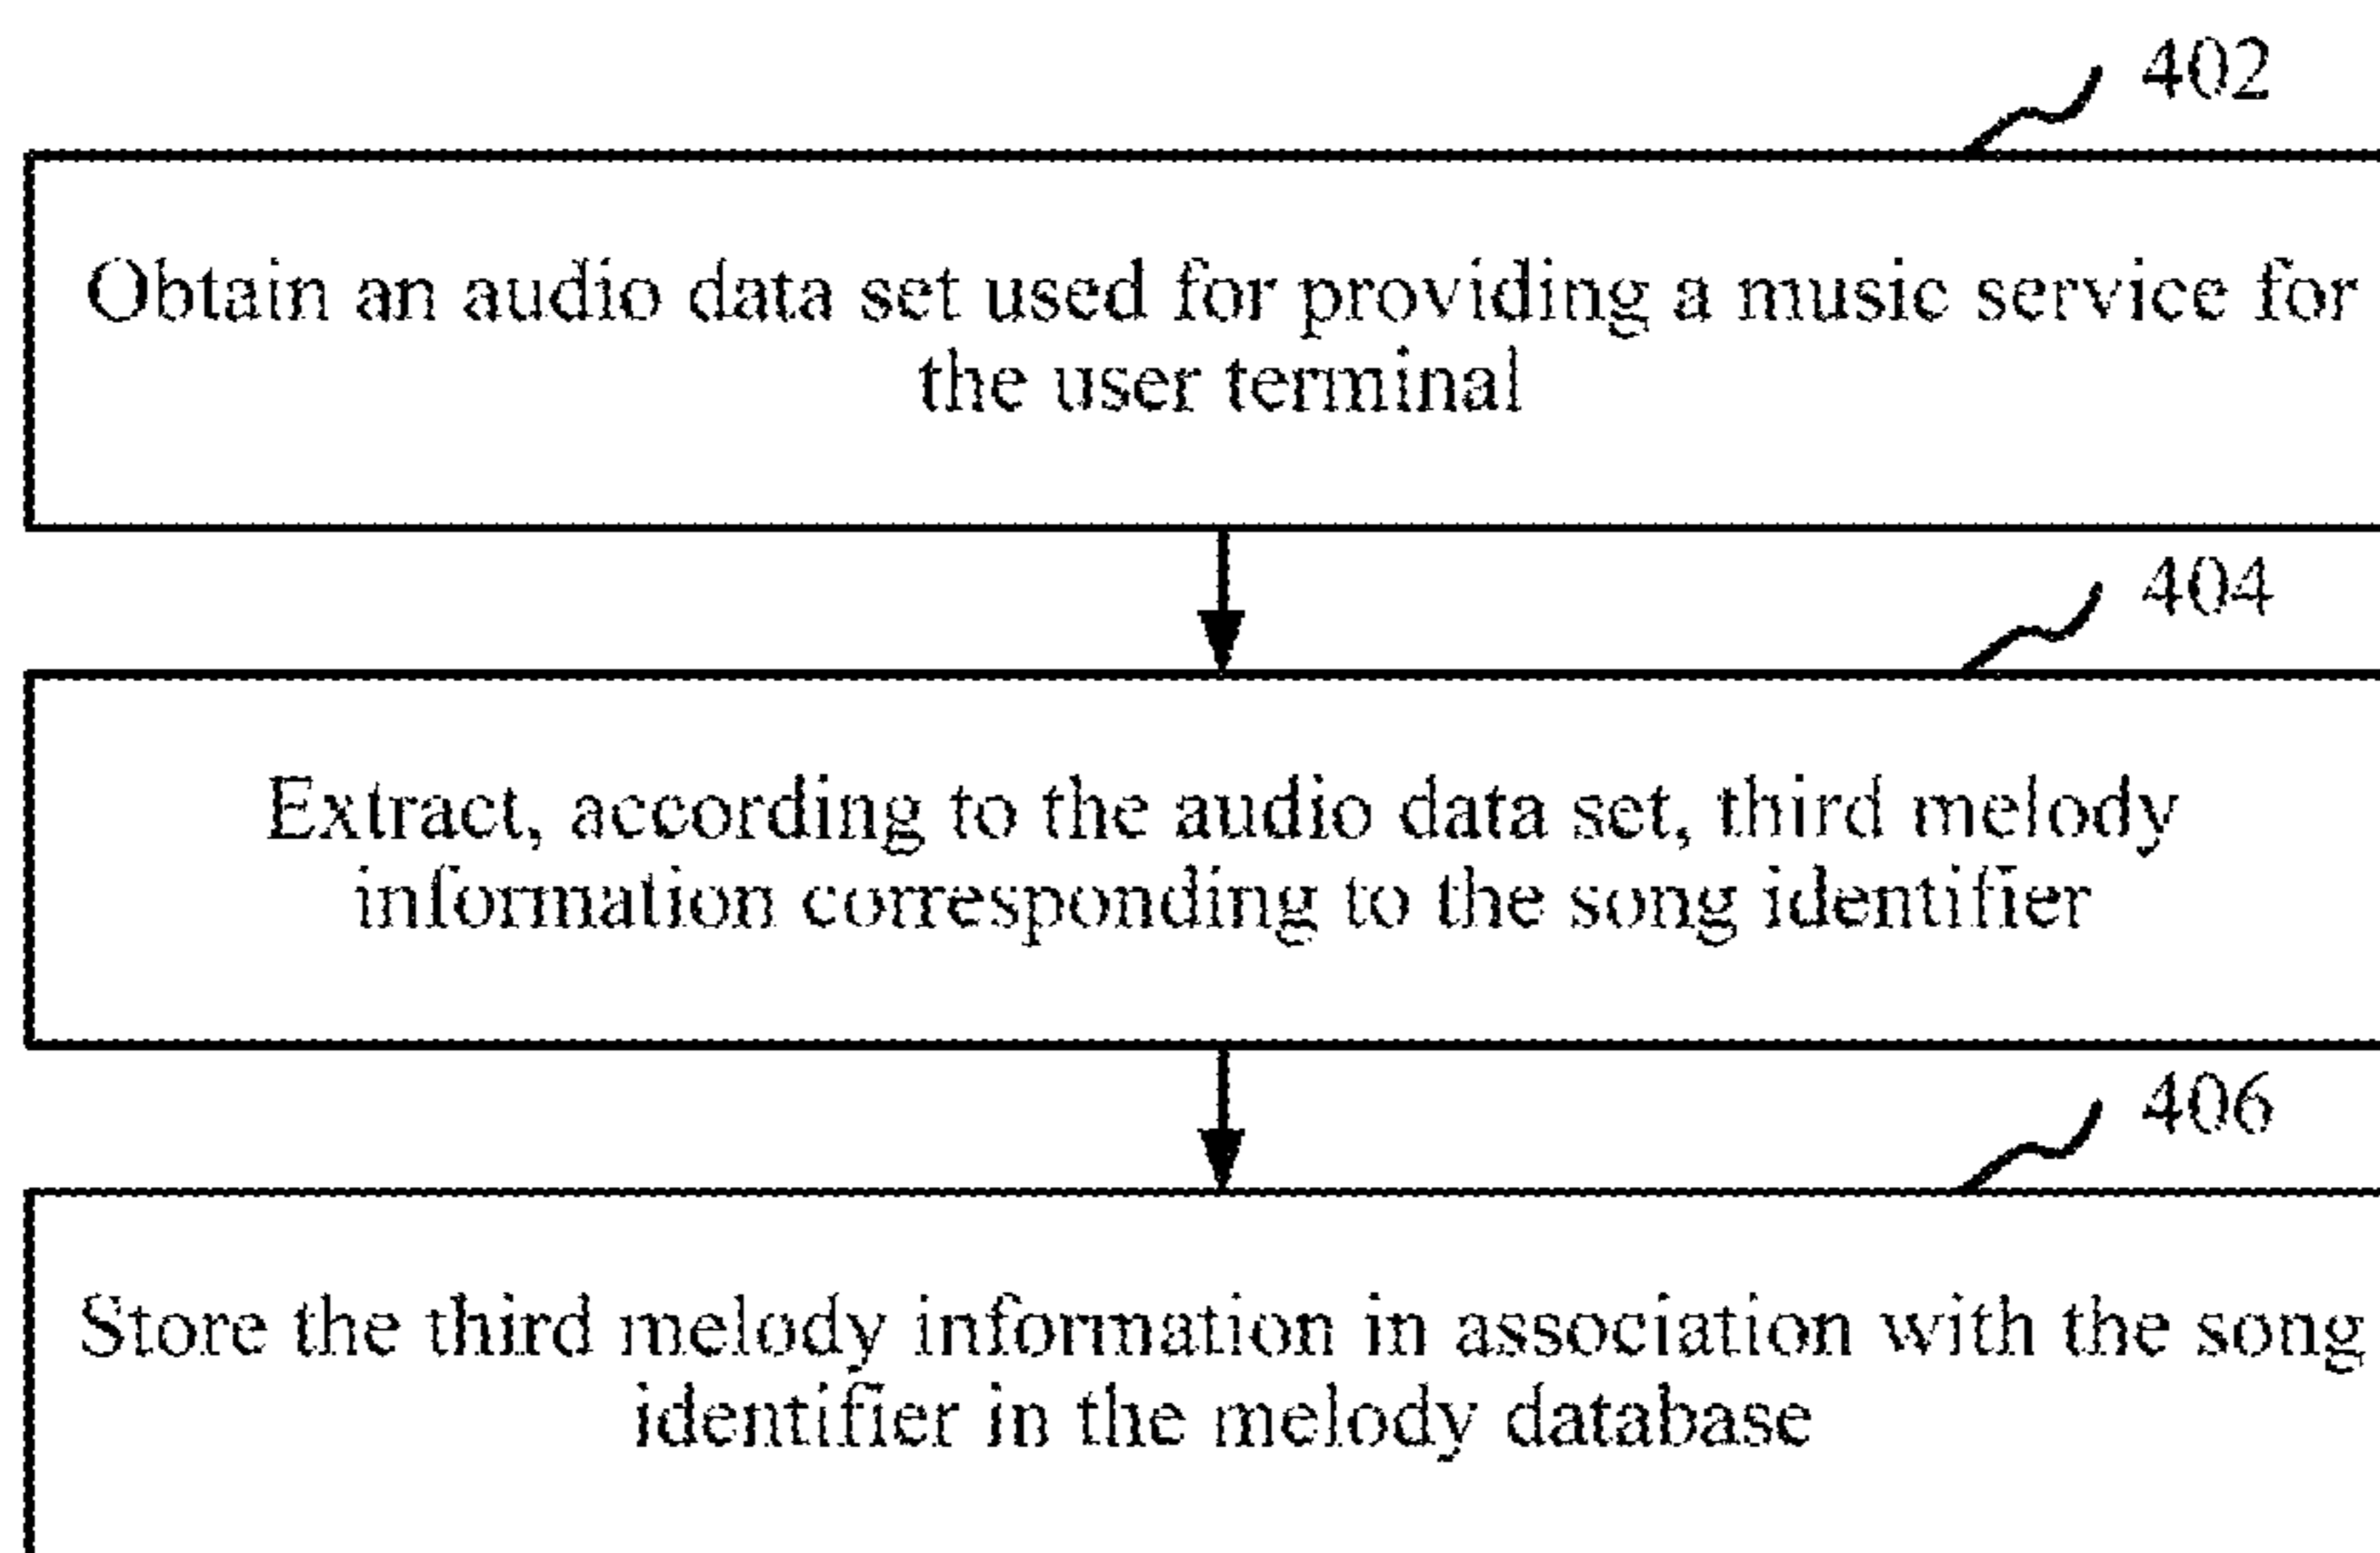 402
Obtain an audio data set used for providing a music service for
the user terminal
404
Extract, according to the audio data set, third melody
information corresponding to the song identifier
406
Store the third melody information in association with the song
identifier in the melody database